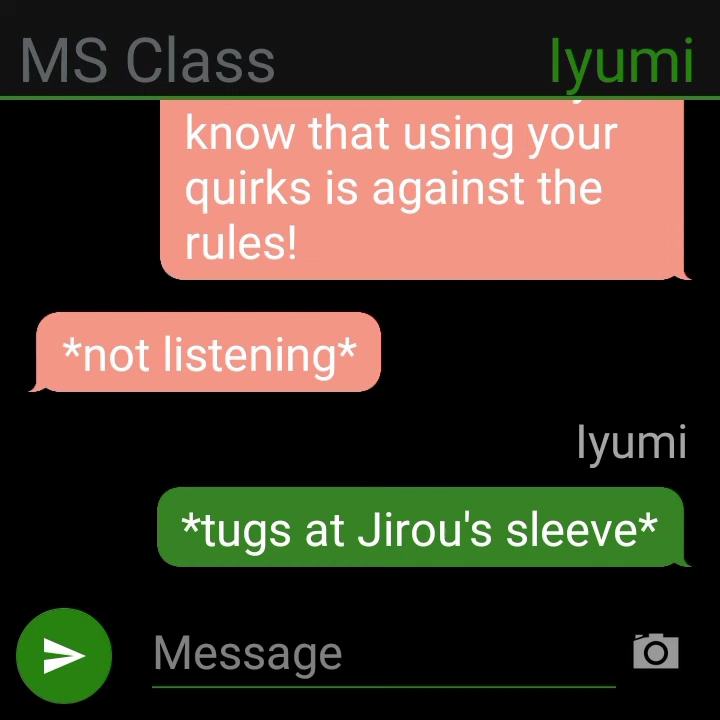 MS Class
Iyumi
know that using your
quirks is against the
rules!
*not listening*
Iyumi
*tugs at Jirou's sleeve*
Message